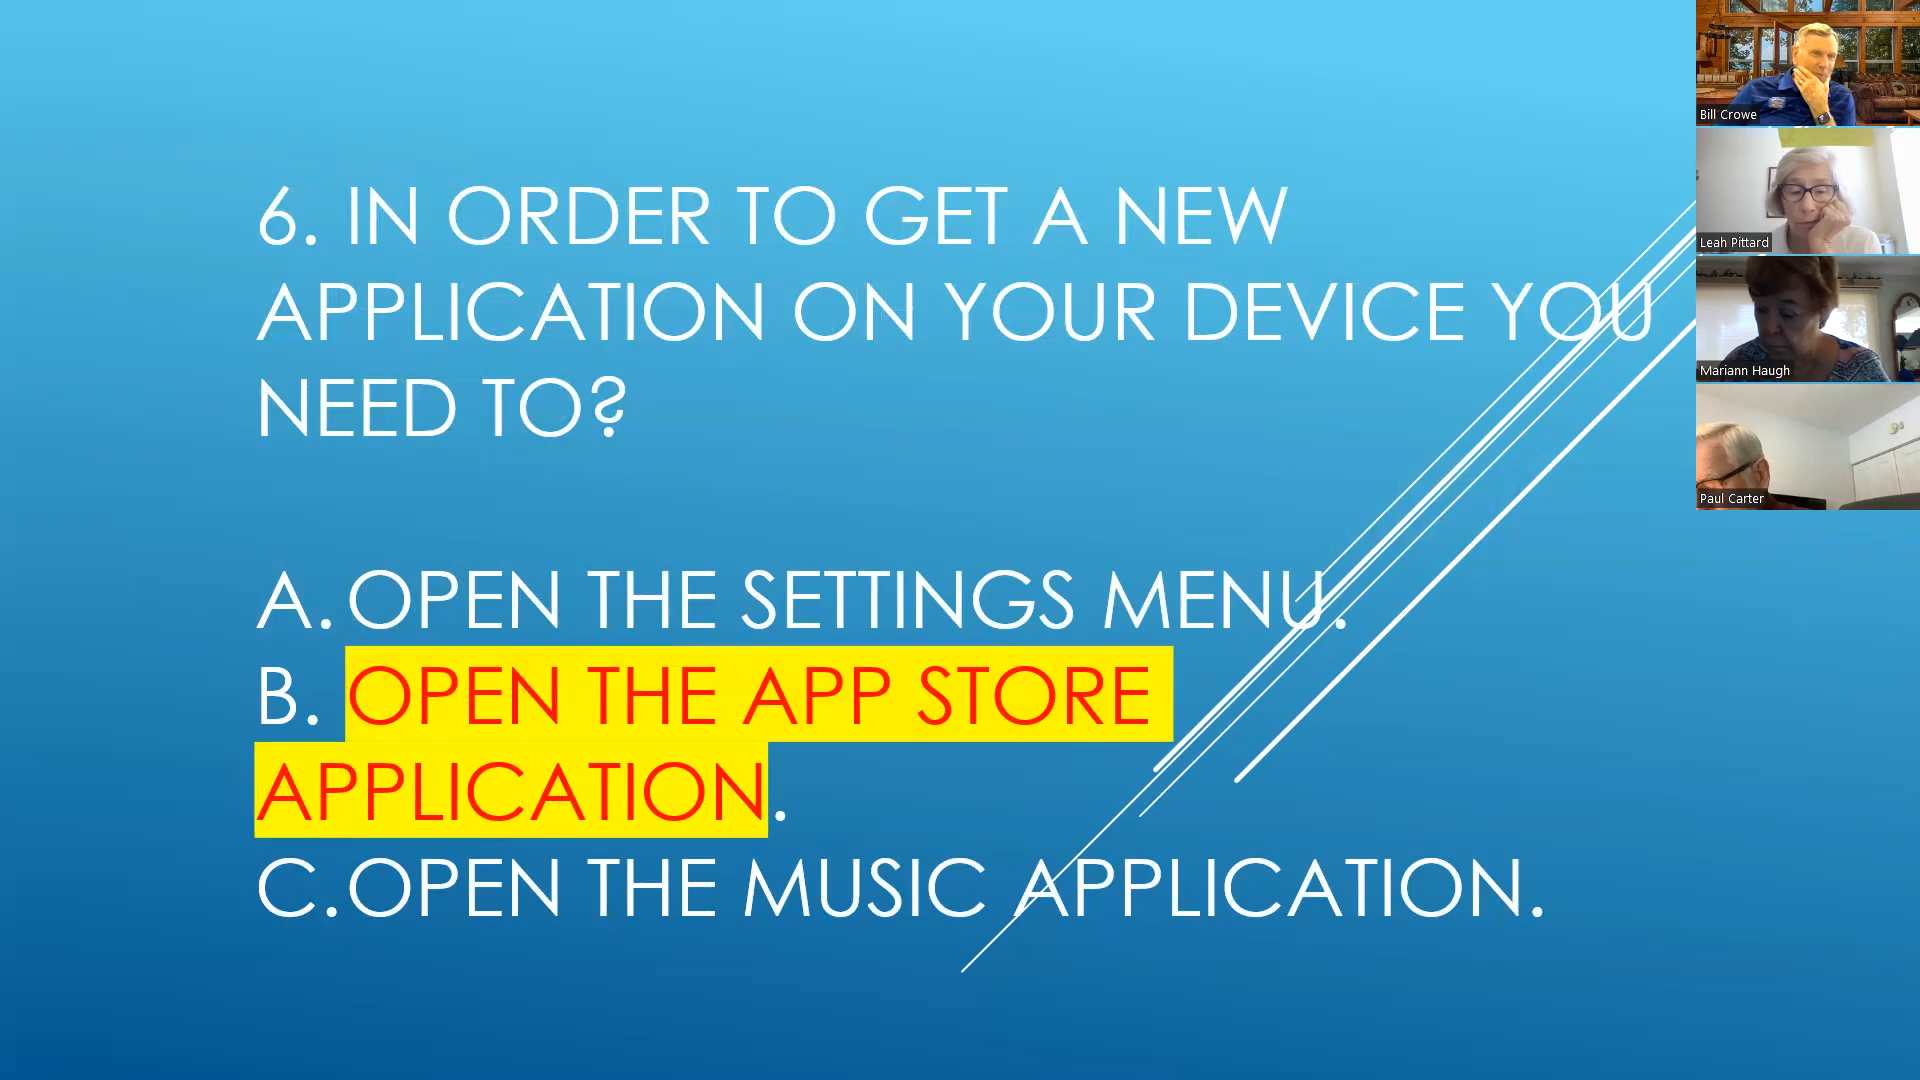 6. IN ORDER TO GET A NEW
APPLICATION ON YOUR DEVICE YOU
NEED TO?
A. OPEN THE SETTINGS MENU.
B. OPEN THE APP STORE
APPLICATION.
C. OPEN THE MUSIC APPLICATION.
Bill Crowe
Leah Pittard
Mariann Haugh
Paul Carter